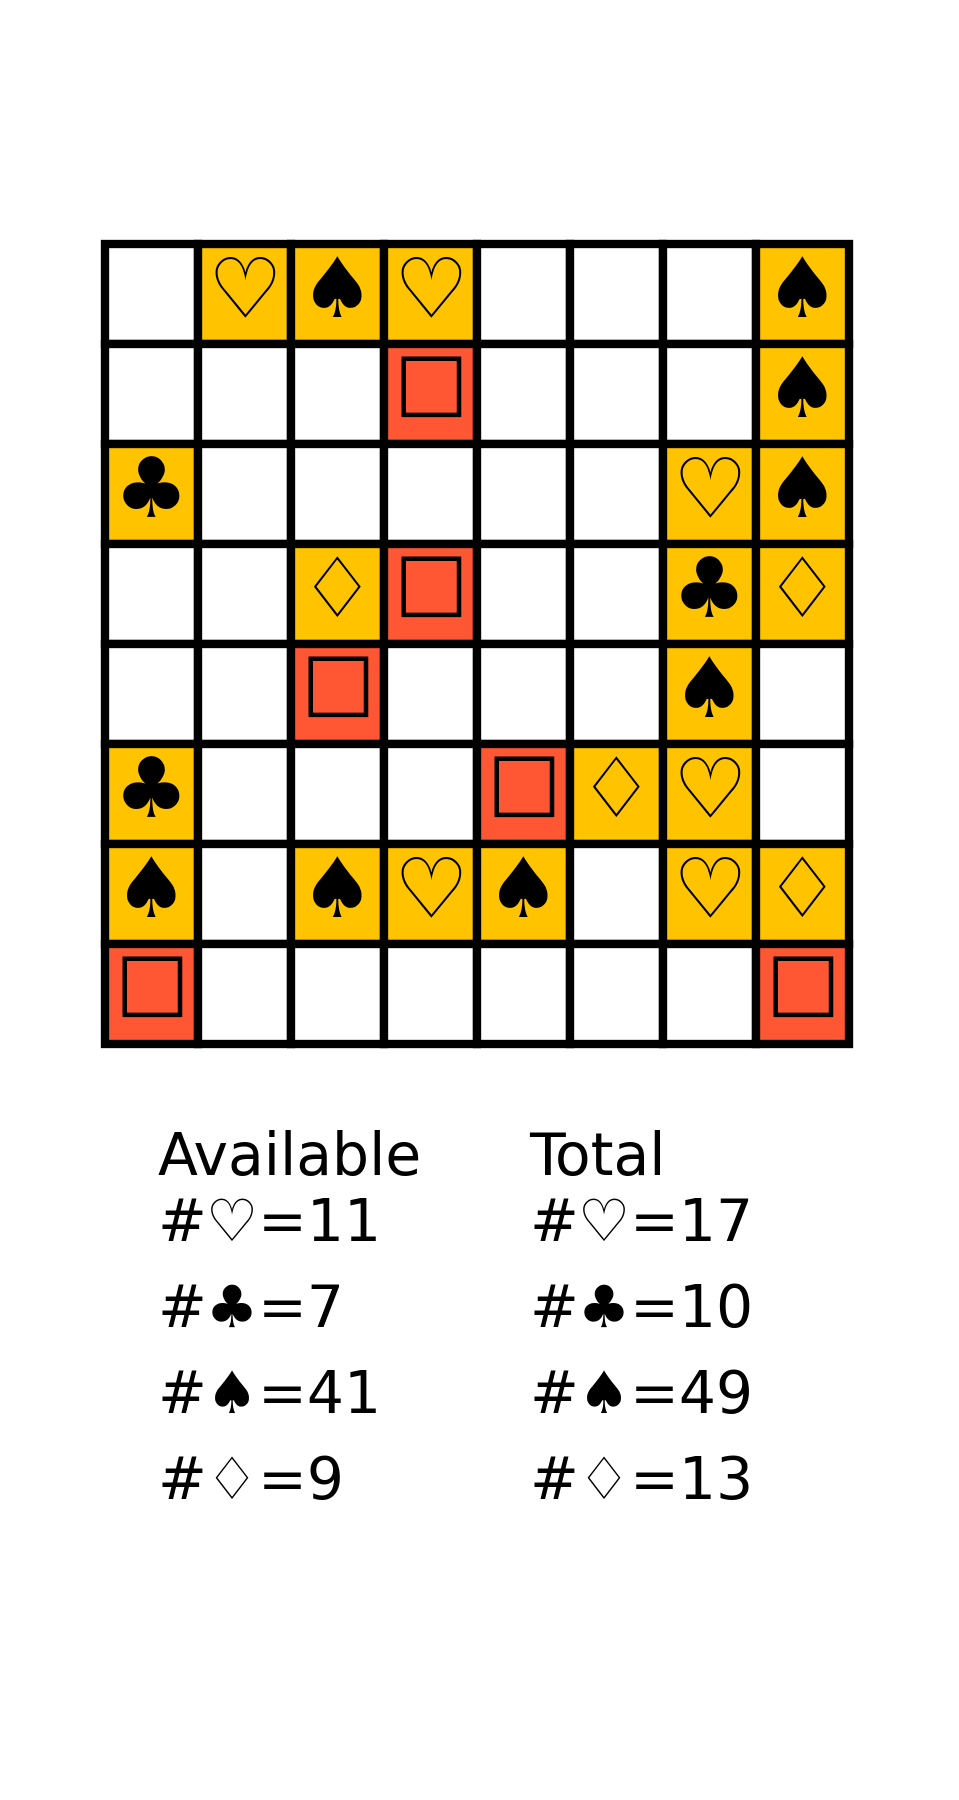 ♡ ♠ ♡ ♠
□ ♠
♣ ♡ ♠
♢ □ ♣ ♢
□ ♠
♣ □ ♢ ♡
♠ ♠ ♡ ♠ ♡ ♢
□ □
Available Total
#♡=11 #♡=17
#♣=7 #♣=10
#♠=41 #♠=49
#♢=9 #♢=13